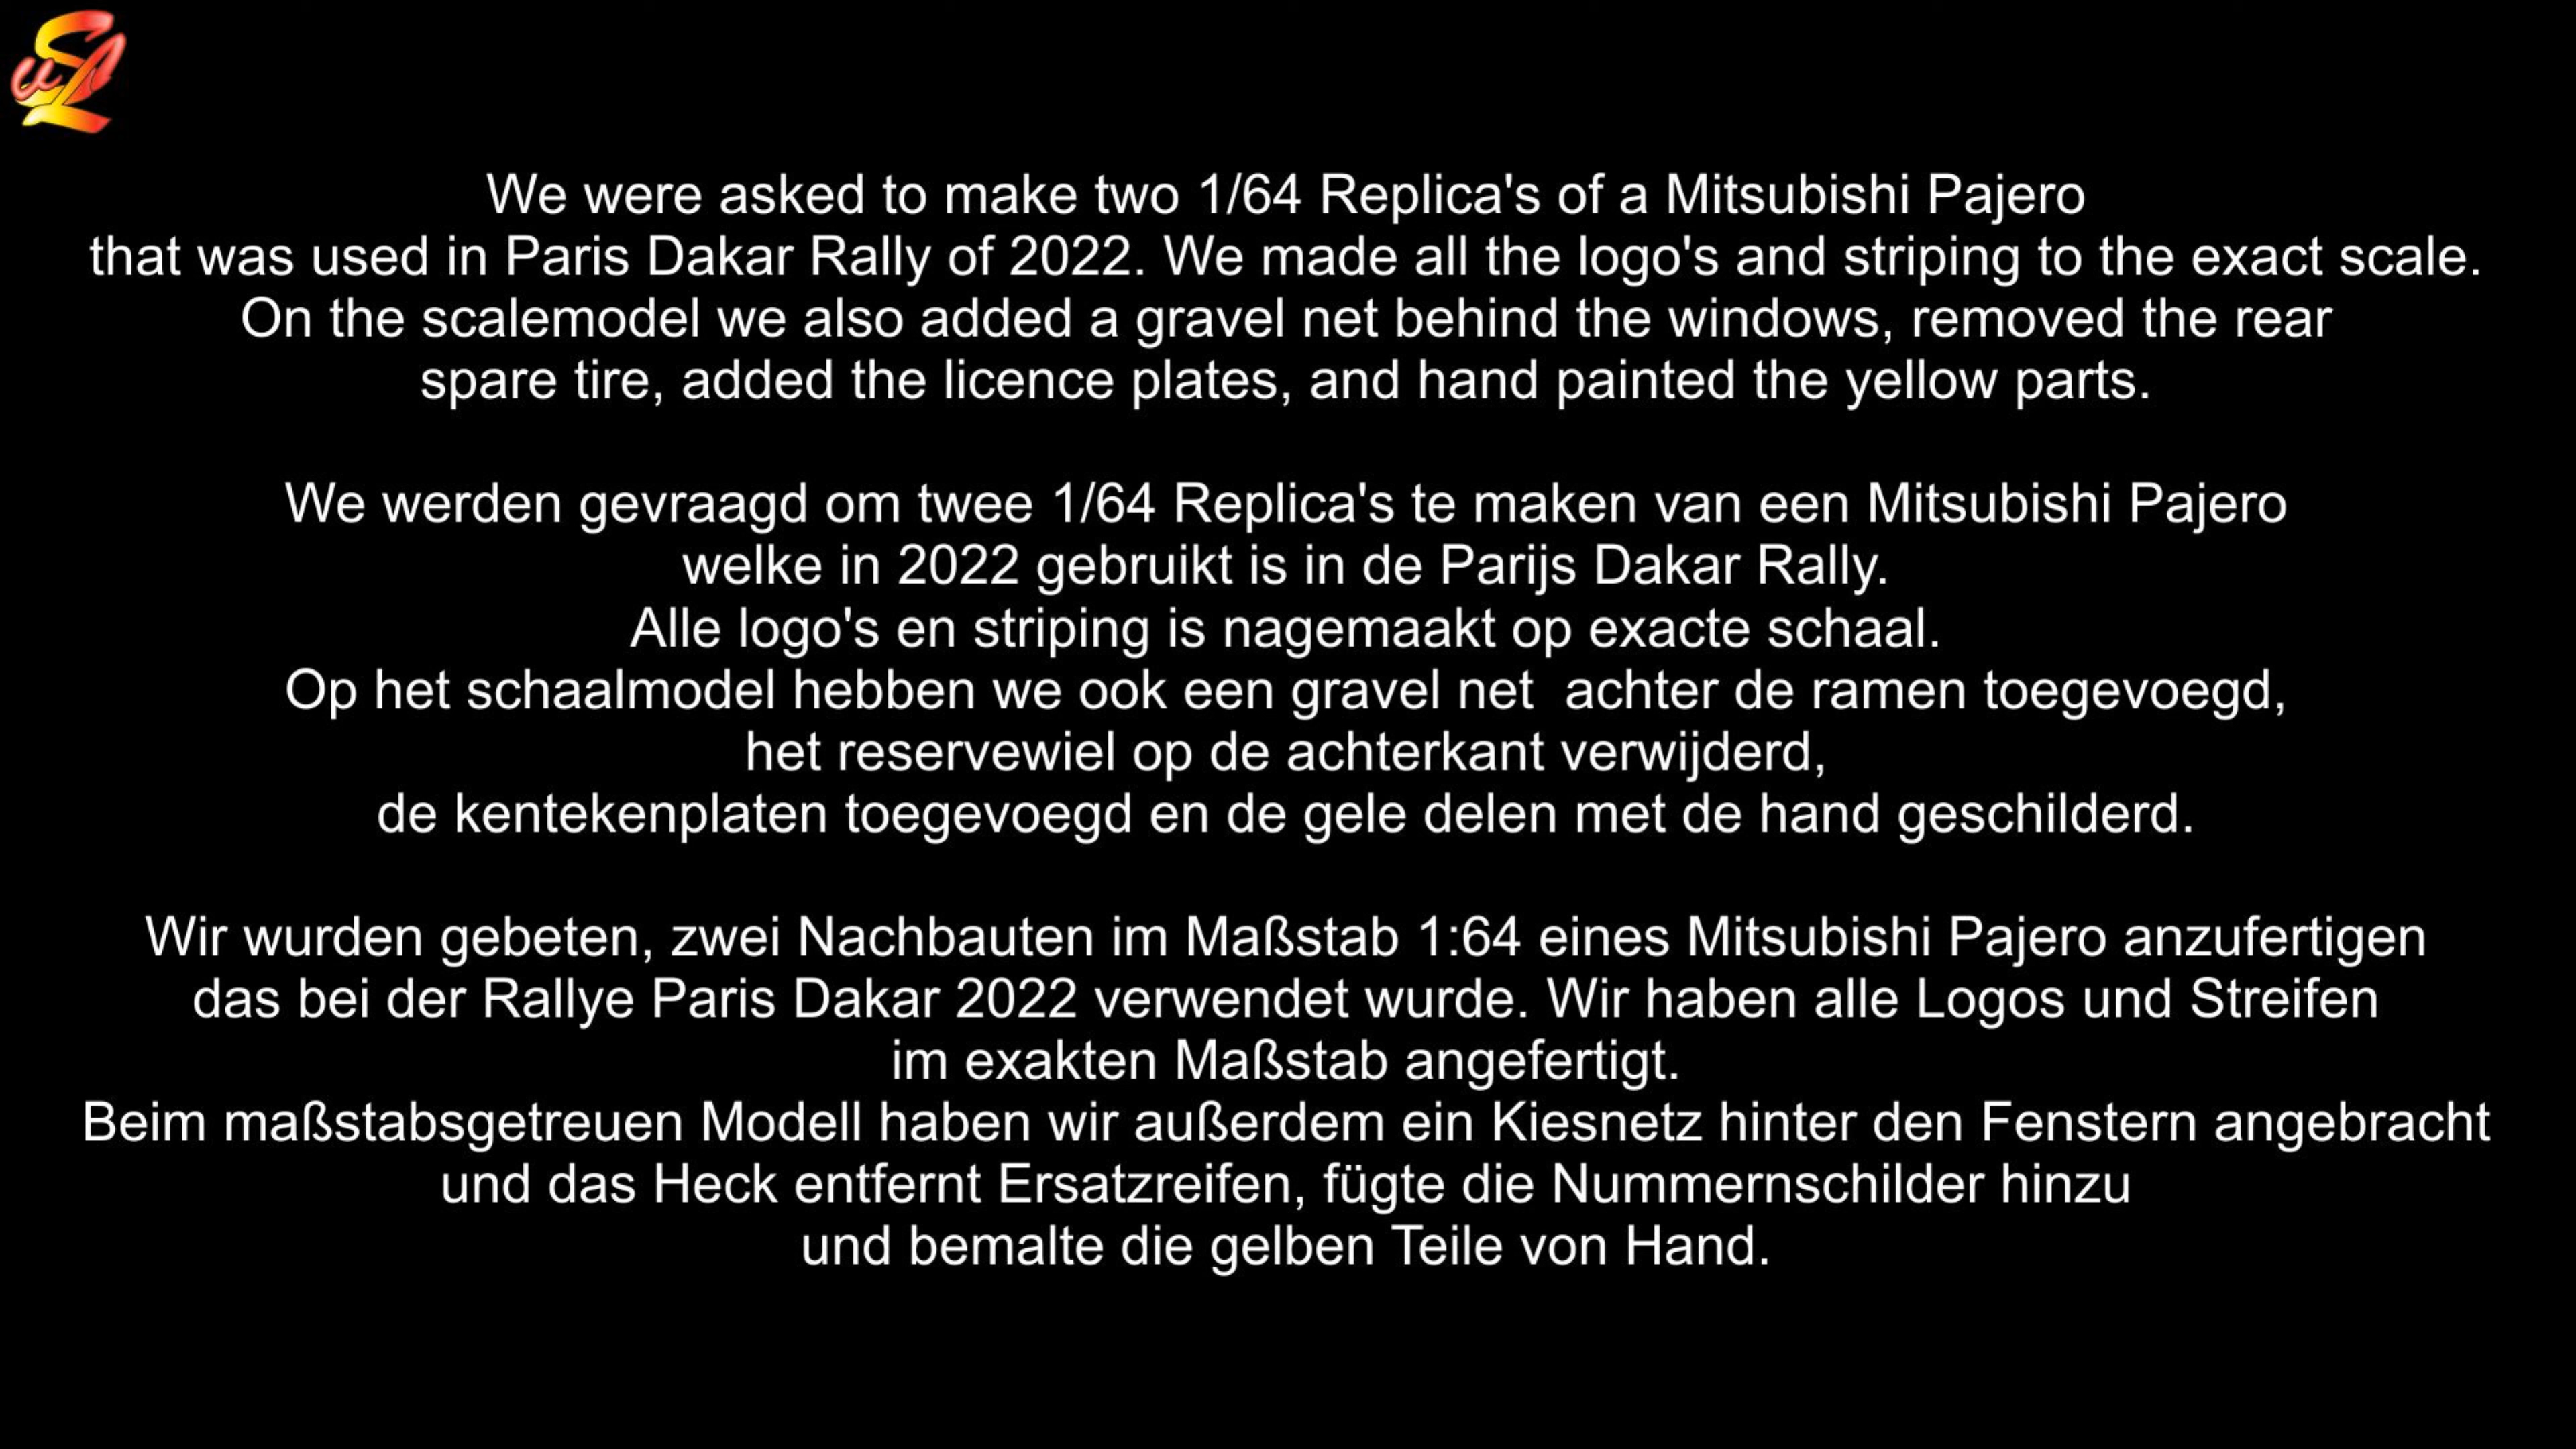 We were asked to make two 1/64 Replica's of a Mitsubishi Pajero
that was used in Paris Dakar Rally of 2022. We made all the logo's and striping to the exact scale.
On the scalemodel we also added a gravel net behind the windows, removed the rear
spare tire, added the licence plates, and hand painted the yellow parts.
We werden gevraagd om twee 1/64 Replica's te maken van een Mitsubishi Pajero
welke in 2022 gebruikt is in de Parijs Dakar Rally.
Alle logo's en striping is nagemaakt op exacte schaal.
Op het schaalmodel hebben we ook een gravel net  achter de ramen toegevoegd,
het reservewiel op de achterkant verwijderd,
de kentekenplaten toegevoegd en de gele delen met de hand geschilderd.
Wir wurden gebeten, zwei Nachbauten im Maßstab 1:64 eines Mitsubishi Pajero anzufertigen
das bei der Rallye Paris Dakar 2022 verwendet wurde. Wir haben alle Logos und Streifen
im exakten Maßstab angefertigt.
Beim maßstabsgetreuen Modell haben wir außerdem ein Kiesnetz hinter den Fenstern angebracht
und das Heck entfernt Ersatzreifen, fügte die Nummernschilder hinzu
und bemalte die gelben Teile von Hand.